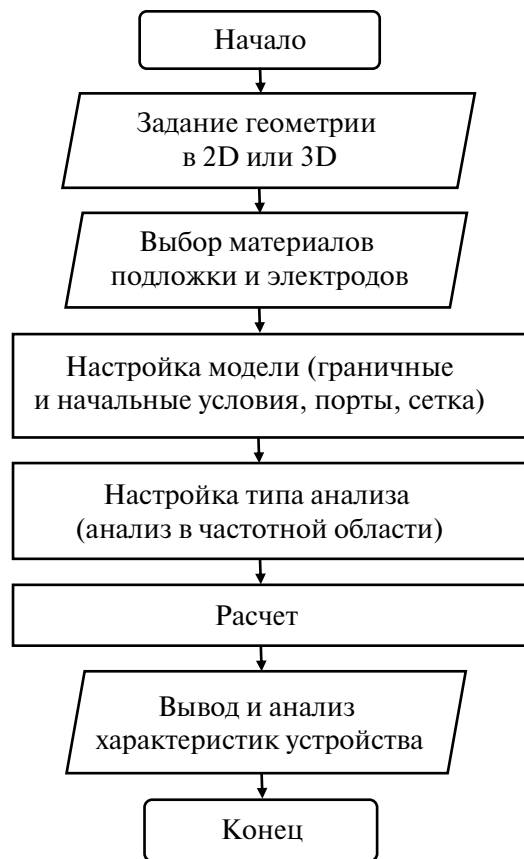 Начало
Задание геометрии
в 2D или 3D
Выбор материалов
подложки и электродов
Настройка модели (граничные
и начальные условия, порты, сетка)
Настройка типа анализа
(анализ в частотной области)
Расчет
Вывод и анализ
характеристик устройства
Конец